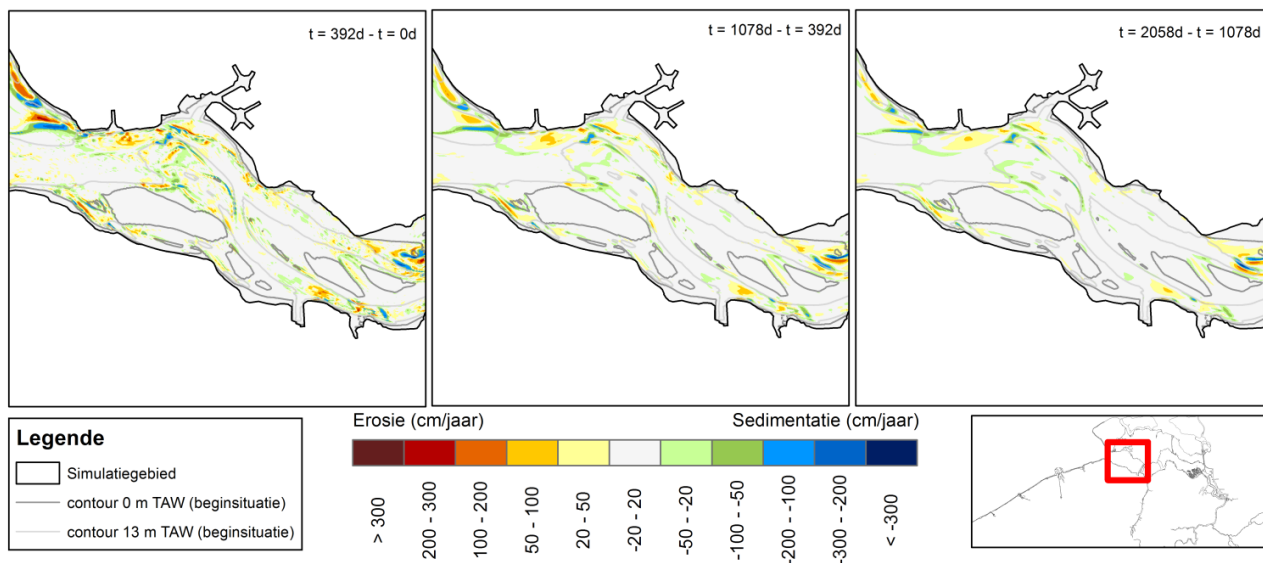 t = 392d - t = 0d
t = 1078d - t = 392d
t = 2058d - t = 1078d
Legende
Simulatiegebied
contour 0 m TAW (beginsituatie)
contour 13 m TAW (beginsituatie)
Erosie (cm/jaar)
Sedimentatie (cm/jaar)
> 300
200 - 300
100 - 200
50 - 100
20 - 50
-20 - 20
-50 - -20
-100 - -50
-200 - -100
-300 - -200
< -300